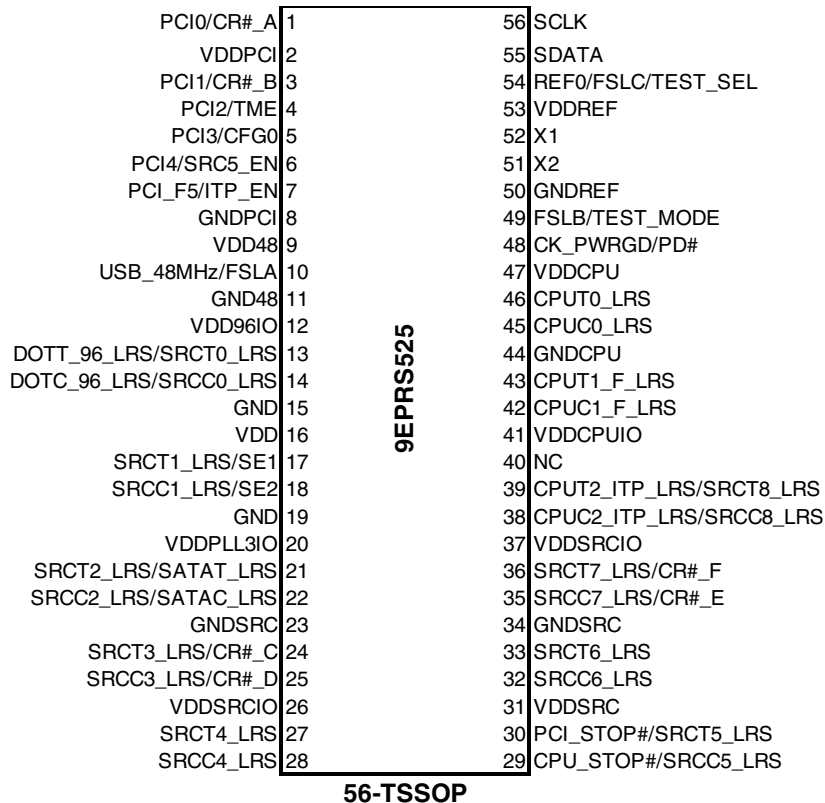 PCI0/CR#_A 1 56 SCLK
VDDPCI 2 55 SDATA
PCI1/CR#_B 3 54 REF0/FSLC/TEST_SEL
PCI2/TME 4 53 VDDREF
PCI3/CFG0 5 52 X1
PCI4/SRC5_EN 6 51 X2
PCI_F5/ITP_EN 7 50 GNDREF
GNDPCI 8 49 FSLB/TEST_MODE
VDD48 9 48 CK_PWRGD/PD#
USB_48MHz/FSLA 10 47 VDDCPU
GND48 11 46 CPUT0_LRS
VDD96IO 12 45 CPUC0_LRS
DOTT_96_LRS/SRCT0_LRS 13 44 GNDCPU
DOTC_96_LRS/SRCC0_LRS 14 43 CPUT1_F_LRS
GND 15 42 CPUC1_F_LRS
VDD 16 41 VDDCPUIO
SRCT1_LRS/SE1 17 40 NC
SRCC1_LRS/SE2 18 39 CPUT2_ITP_LRS/SRCT8_LRS
GND 19 38 CPUC2_ITP_LRS/SRCC8_LRS
VDDPLL3IO 20 37 VDDSRCIO
SRCT2_LRS/SATAT_LRS 21 36 SRCT7_LRS/CR#_F
SRCC2_LRS/SATAC_LRS 22 35 SRCC7_LRS/CR#_E
GNDSRC 23 34 GNDSRC
SRCT3_LRS/CR#_C 24 33 SRCT6_LRS
SRCC3_LRS/CR#_D 25 32 SRCC6_LRS
VDDSRCIO 26 31 VDDSRC
SRCT4_LRS 27 30 PCI_STOP#/SRCT5_LRS
SRCC4_LRS 28 29 CPU_STOP#/SRCC5_LRS
9EPRS525
56-TSSOP